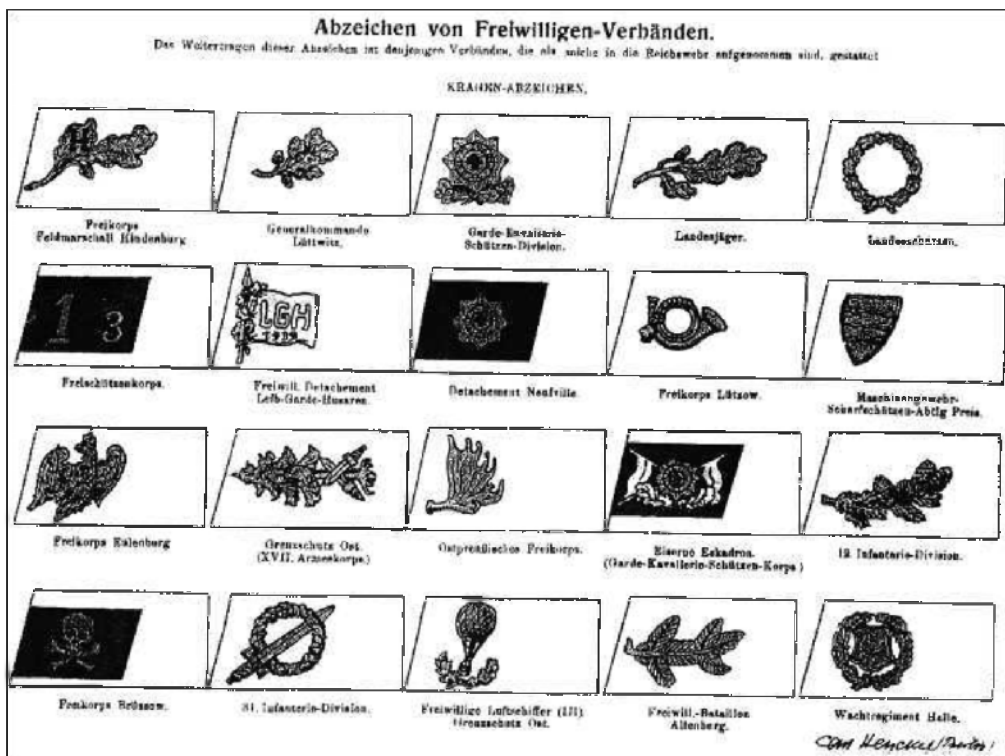 Abzeichen von Freiwilligen-Verbänden.
Das Weitertragen dieser Abzeichen ist denjenigen Verbänden, die als solche in die Reichswehr aufgenommen sind, gestattet
KRAGEN-ABZEICHEN.
H
Freikorps
Feldmarschall Hindenburg.
Generalkommando
Lüttwitz.
Garde-Kavallerie-
Schützen-Division.
Landesjäger.
Landesschützen.
1 3
Freischützenkorps.
LGH
1919
Freiwill. Detachement
Leib-Garde-Husaren.
Detachement Neufville.
Freikorps Lützow.
Maschinengewehr-
Scharfschützen-Abtlg Preis.
Freikorps Eulenburg
Grenzschutz Ost.
(XVII. Armeekorps.)
Ostpreußisches Freikorps.
Eiserne Eskadron.
(Garde-Kavallerie-Schützen-Korps)
12. Infanterie-Division.
Freikorps Brüssow.
31. Infanterie-Division.
Freiwillige Luftschiffer (III)
Grenzschutz Ost.
Freiwill.-Bataillon
Altenberg.
Wachtregiment Halle.